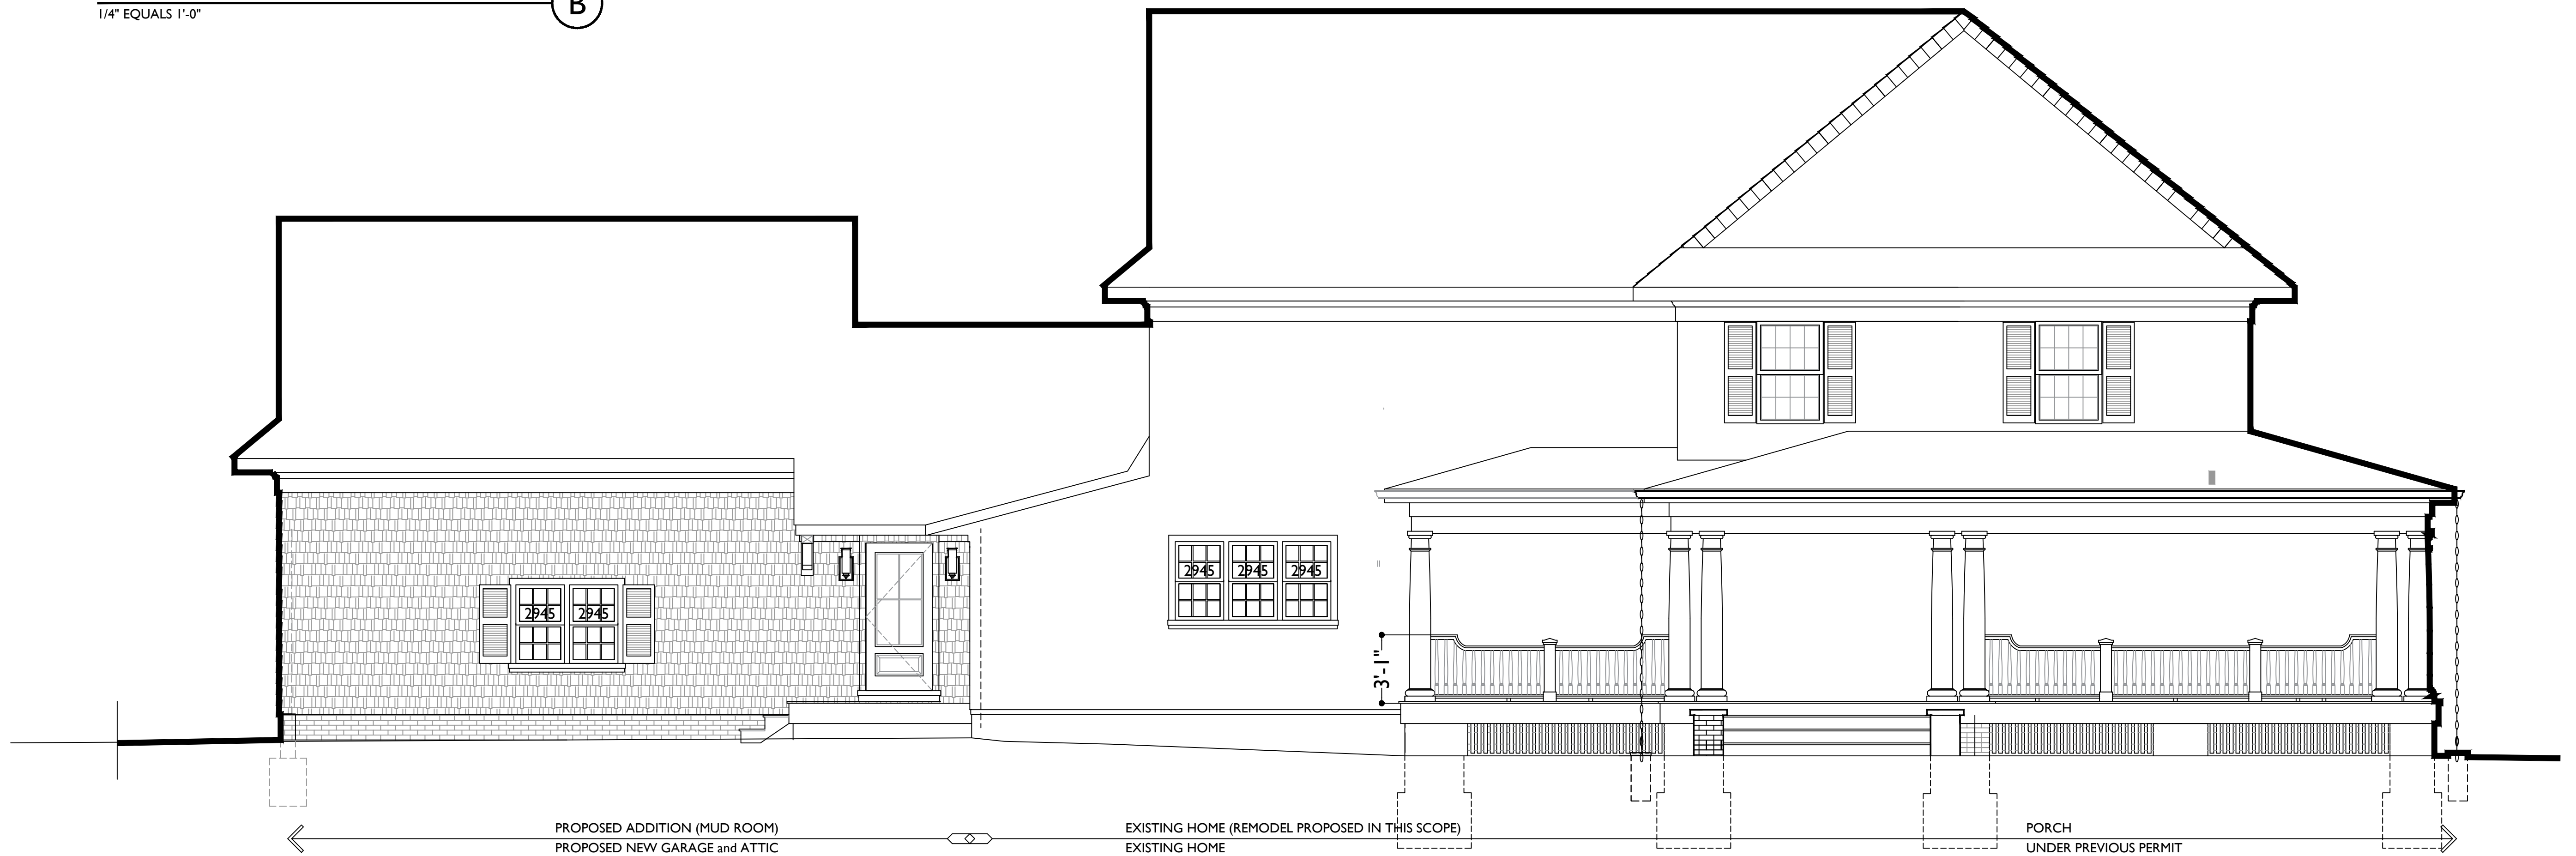 B
1/4" EQUALS 1'-0"
2945 2945 2945
2945 2945
3'-1"
PROPOSED ADDITION (MUD ROOM)
PROPOSED NEW GARAGE and ATTIC
EXISTING HOME (REMODEL PROPOSED IN THIS SCOPE)
EXISTING HOME
PORCH
UNDER PREVIOUS PERMIT